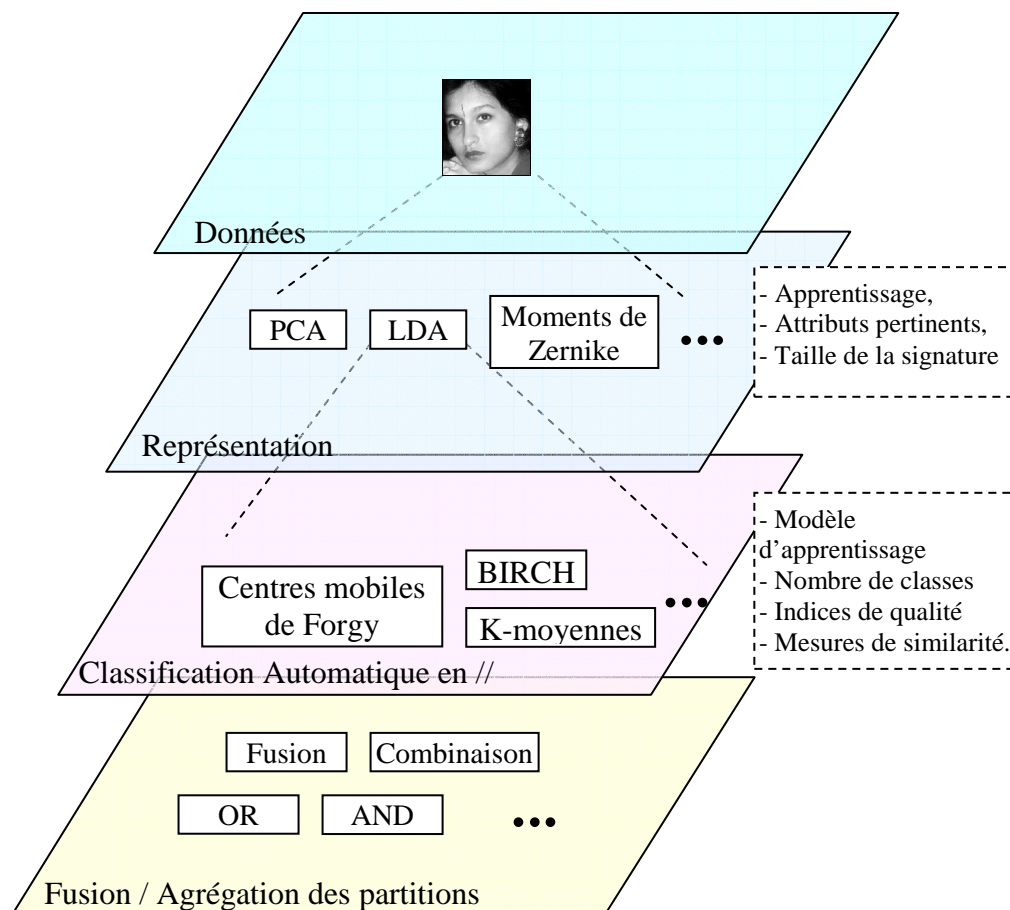 Données
PCA
LDA
Moments de
Zernike
- Apprentissage,
- Attributs pertinents,
- Taille de la signature
Représentation
Centres mobiles
de Forgy
BIRCH
K-moyennes
- Modèle
d’apprentissage
- Nombre de classes
- Indices de qualité
- Mesures de similarité.
Classification Automatique en //
Fusion
Combinaison
OR
AND
Fusion / Agrégation des partitions